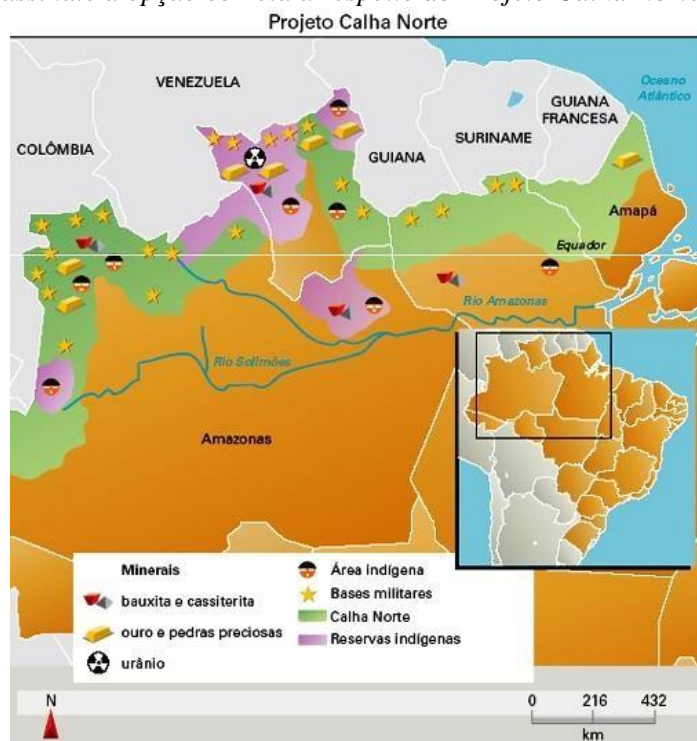 Projeto Calha Norte
VENEZUELA
Oceano
Atlântico
GUIANA
FRANCESA
SURINAME
COLÔMBIA
GUIANA
Amapá
Equador
Rio Amazonas
Rio Solimões
Amazonas
Minerais
bauxita e cassiterita
ouro e pedras preciosas
urânio
Área indígena
Bases militares
Calha Norte
Reservas indígenas
N
0 216 432
km